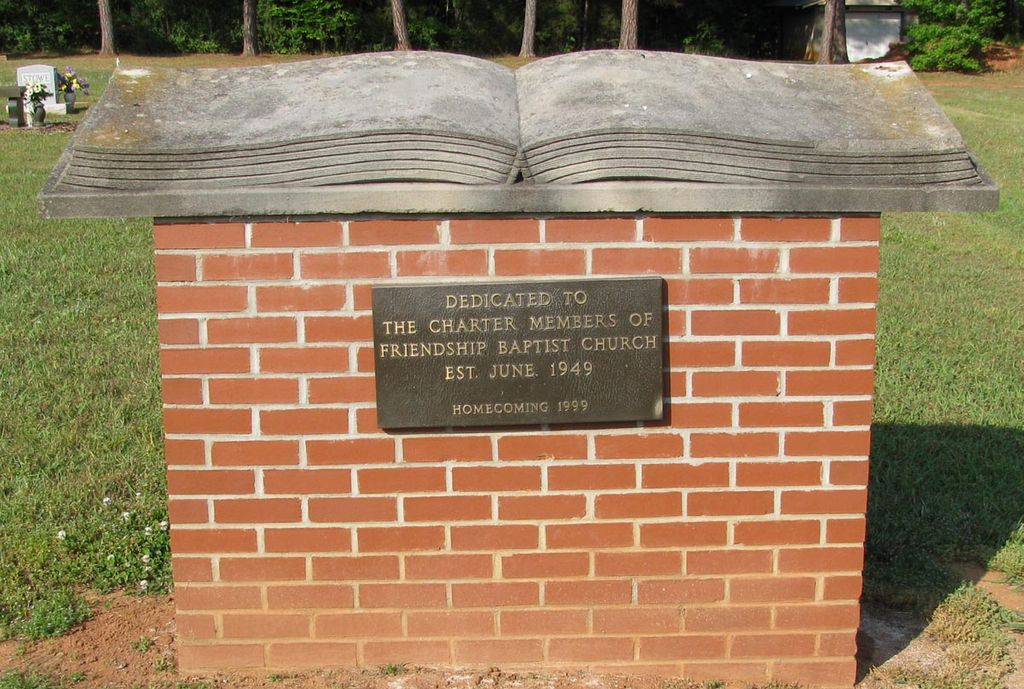 STOWE
DEDICATED TO
THE CHARTER MEMBERS OF
FRIENDSHIP BAPTIST CHURCH
EST. JUNE. 1949
HOMECOMING 1999